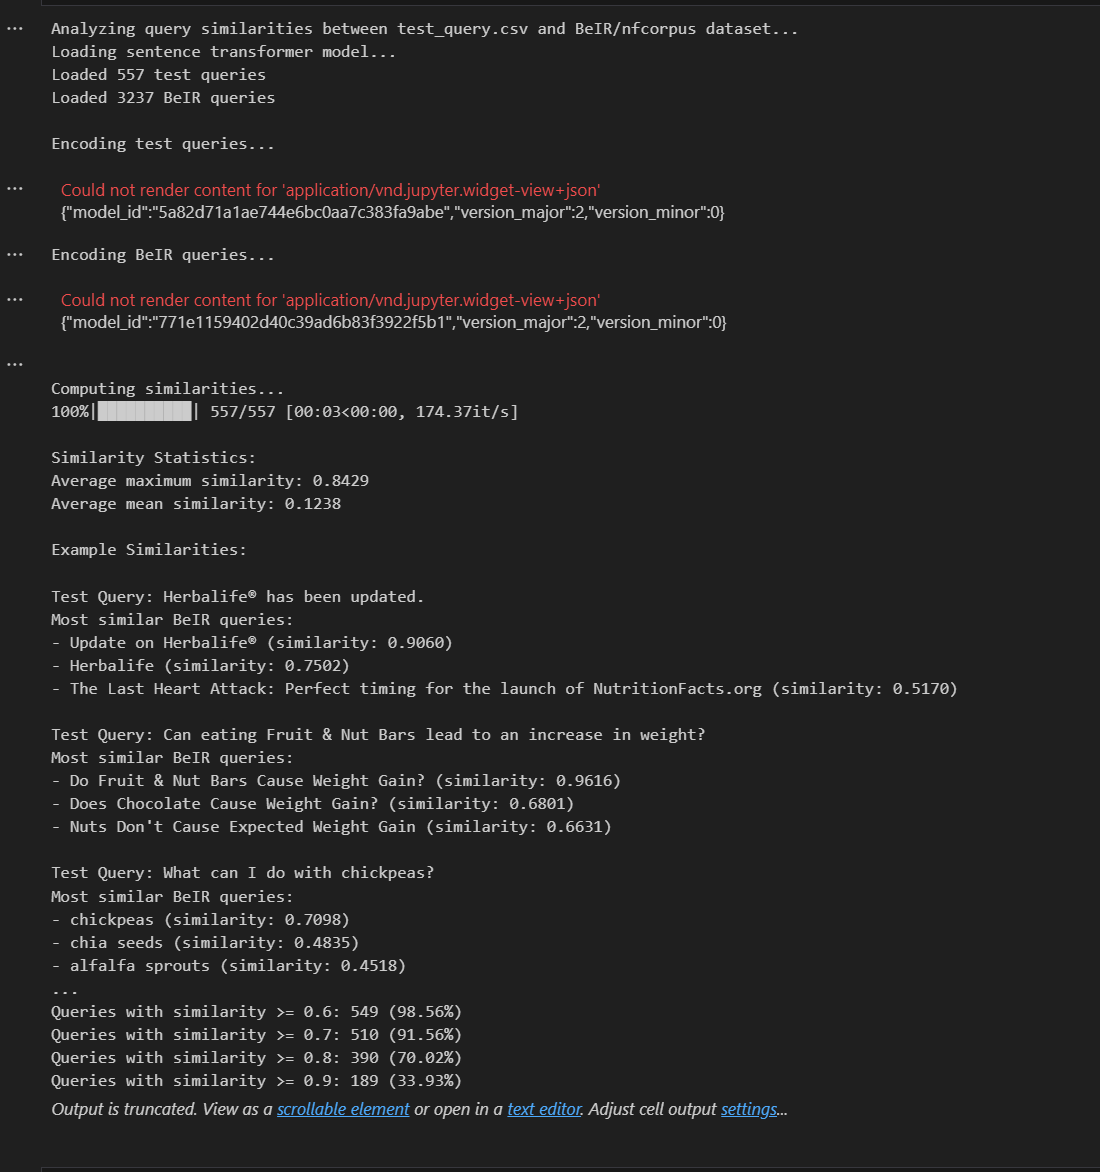 Analyzing query similarities between test_query.csv and BeIR/nfcorpus dataset...
Loading sentence transformer model...
Loaded 557 test queries
Loaded 3237 BeIR queries
Encoding test queries...
Could not render content for 'application/vnd.jupyter.widget-view+json'
{"model_id":"5a82d71a1ae744e6bc0aa7c383fa9abe","version_major":2,"version_minor":0}
Encoding BeIR queries...
Could not render content for 'application/vnd.jupyter.widget-view+json'
{"model_id":"771e1159402d40c39ad6b83f3922f5b1","version_major":2,"version_minor":0}
Computing similarities...
100%|██████████| 557/557 [00:03<00:00, 174.37it/s]
Similarity Statistics:
Average maximum similarity: 0.8429
Average mean similarity: 0.1238
Example Similarities:
Test Query: Herbalife® has been updated.
Most similar BeIR queries:
- Update on Herbalife® (similarity: 0.9060)
- Herbalife (similarity: 0.7502)
- The Last Heart Attack: Perfect timing for the launch of NutritionFacts.org (similarity: 0.5170)
Test Query: Can eating Fruit & Nut Bars lead to an increase in weight?
Most similar BeIR queries:
- Do Fruit & Nut Bars Cause Weight Gain? (similarity: 0.9616)
- Does Chocolate Cause Weight Gain? (similarity: 0.6801)
- Nuts Don't Cause Expected Weight Gain (similarity: 0.6631)
Test Query: What can I do with chickpeas?
Most similar BeIR queries:
- chickpeas (similarity: 0.7098)
- chia seeds (similarity: 0.4835)
- alfalfa sprouts (similarity: 0.4518)
...
Queries with similarity >= 0.6: 549 (98.56%)
Queries with similarity >= 0.7: 510 (91.56%)
Queries with similarity >= 0.8: 390 (70.02%)
Queries with similarity >= 0.9: 189 (33.93%)
Output is truncated. View as a scrollable element or open in a text editor. Adjust cell output settings...